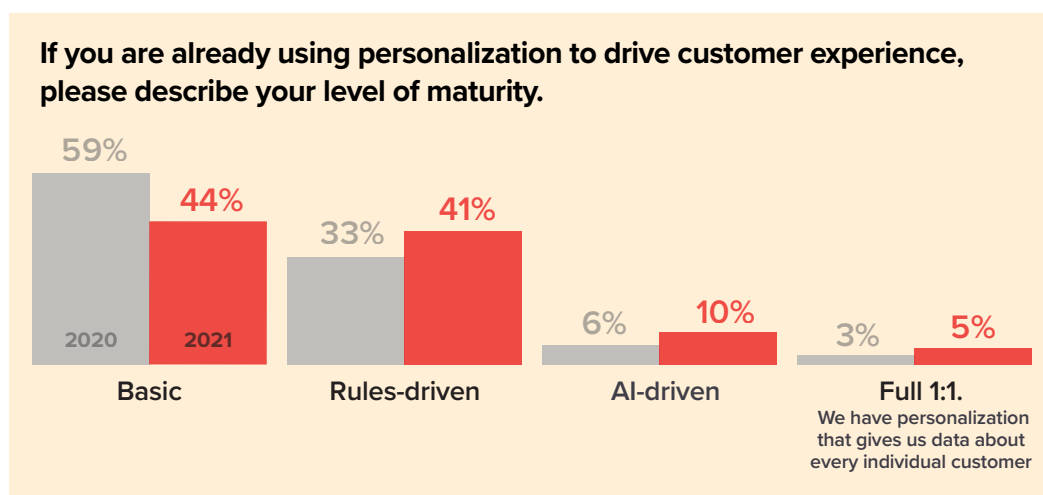 If you are already using personalization to drive customer experience,
please describe your level of maturity.
59%
44%
33%
41%
6%
10%
3%
5%
2020
2021
Basic
Rules-driven
AI-driven
Full 1:1.
We have personalization
that gives us data about
every individual customer